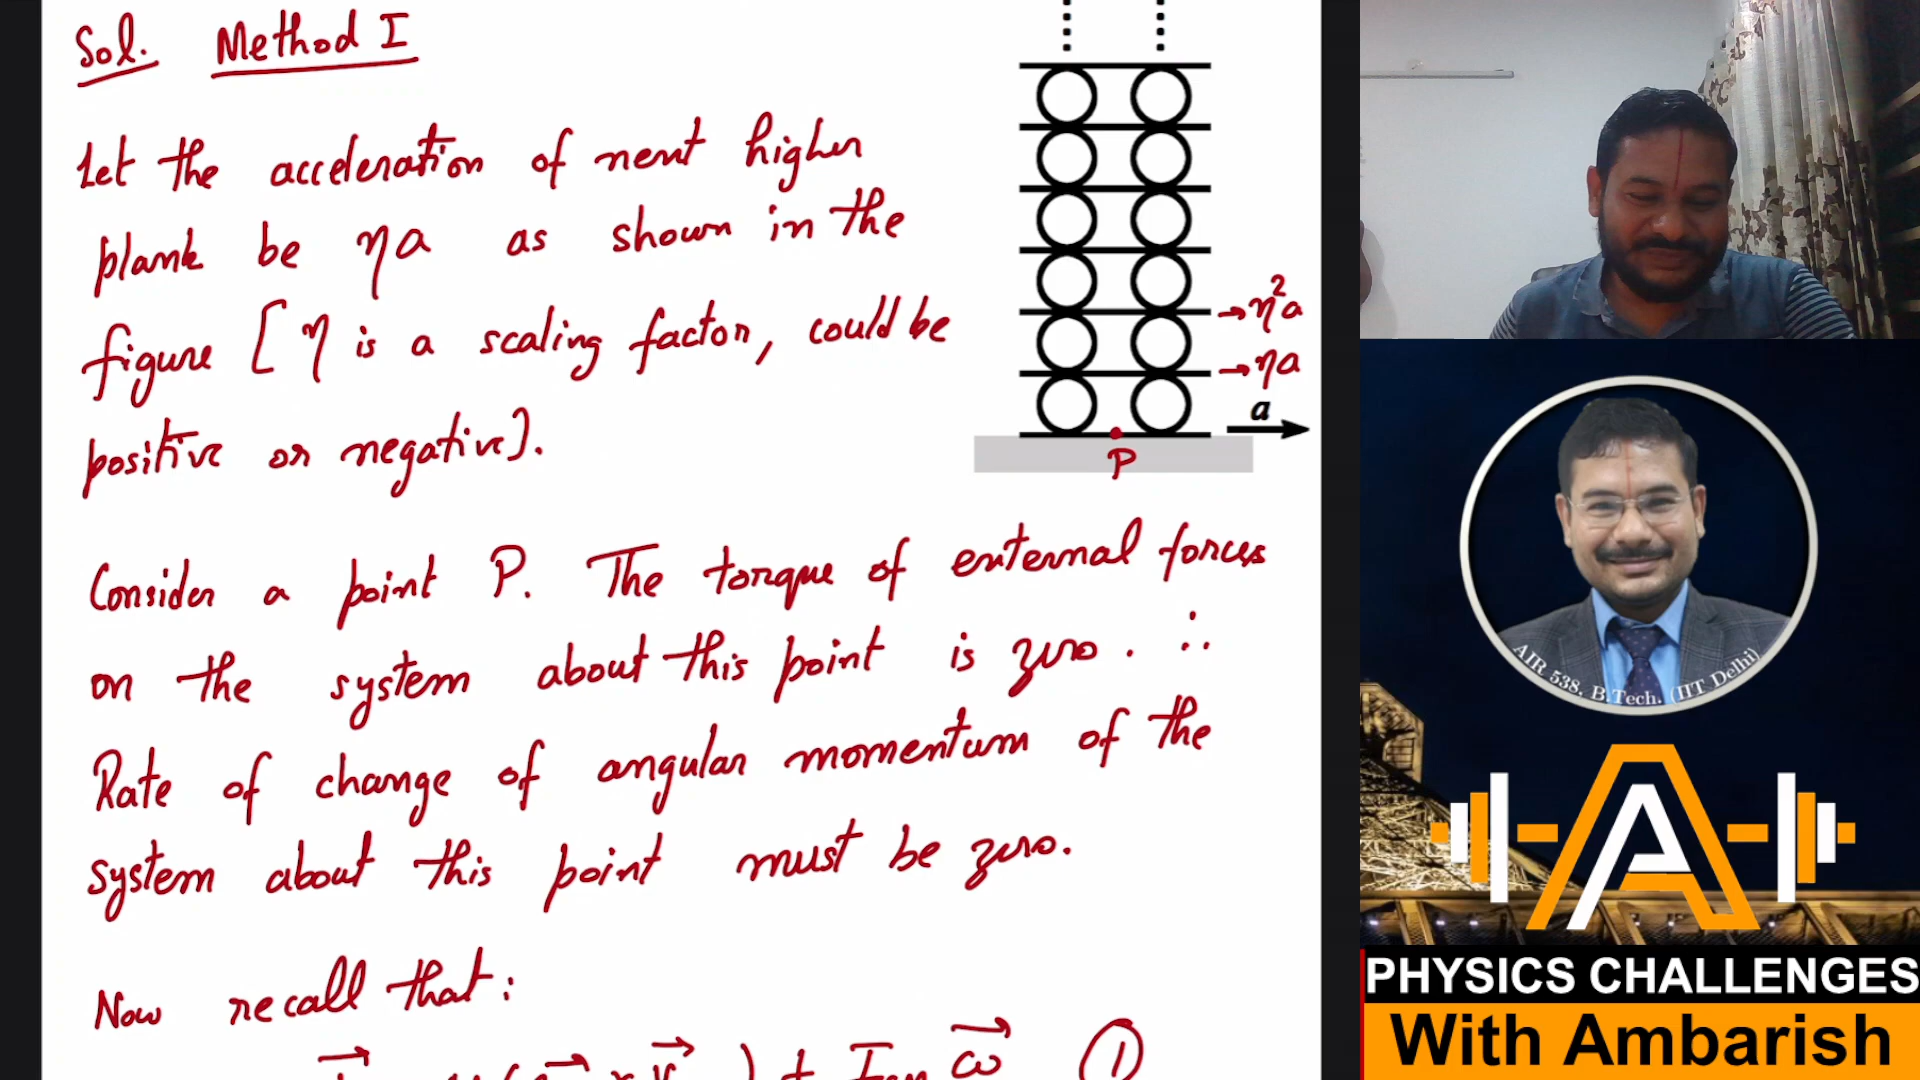 Sol. Method I
Let the acceleration of next higher
plank be ηa as shown in the
figure [ η is a scaling factor, could be
positive or negative].
→η²a
→ηa
a
P
Consider a point P. The torque of external forces
on the system about this point is zero. ∴
Rate of change of angular momentum of the
system about this point must be zero.
Now recall that:
ω ①
AIR 538, B.Tech. (IIT Delhi)
A
PHYSICS CHALLENGES
With Ambarish